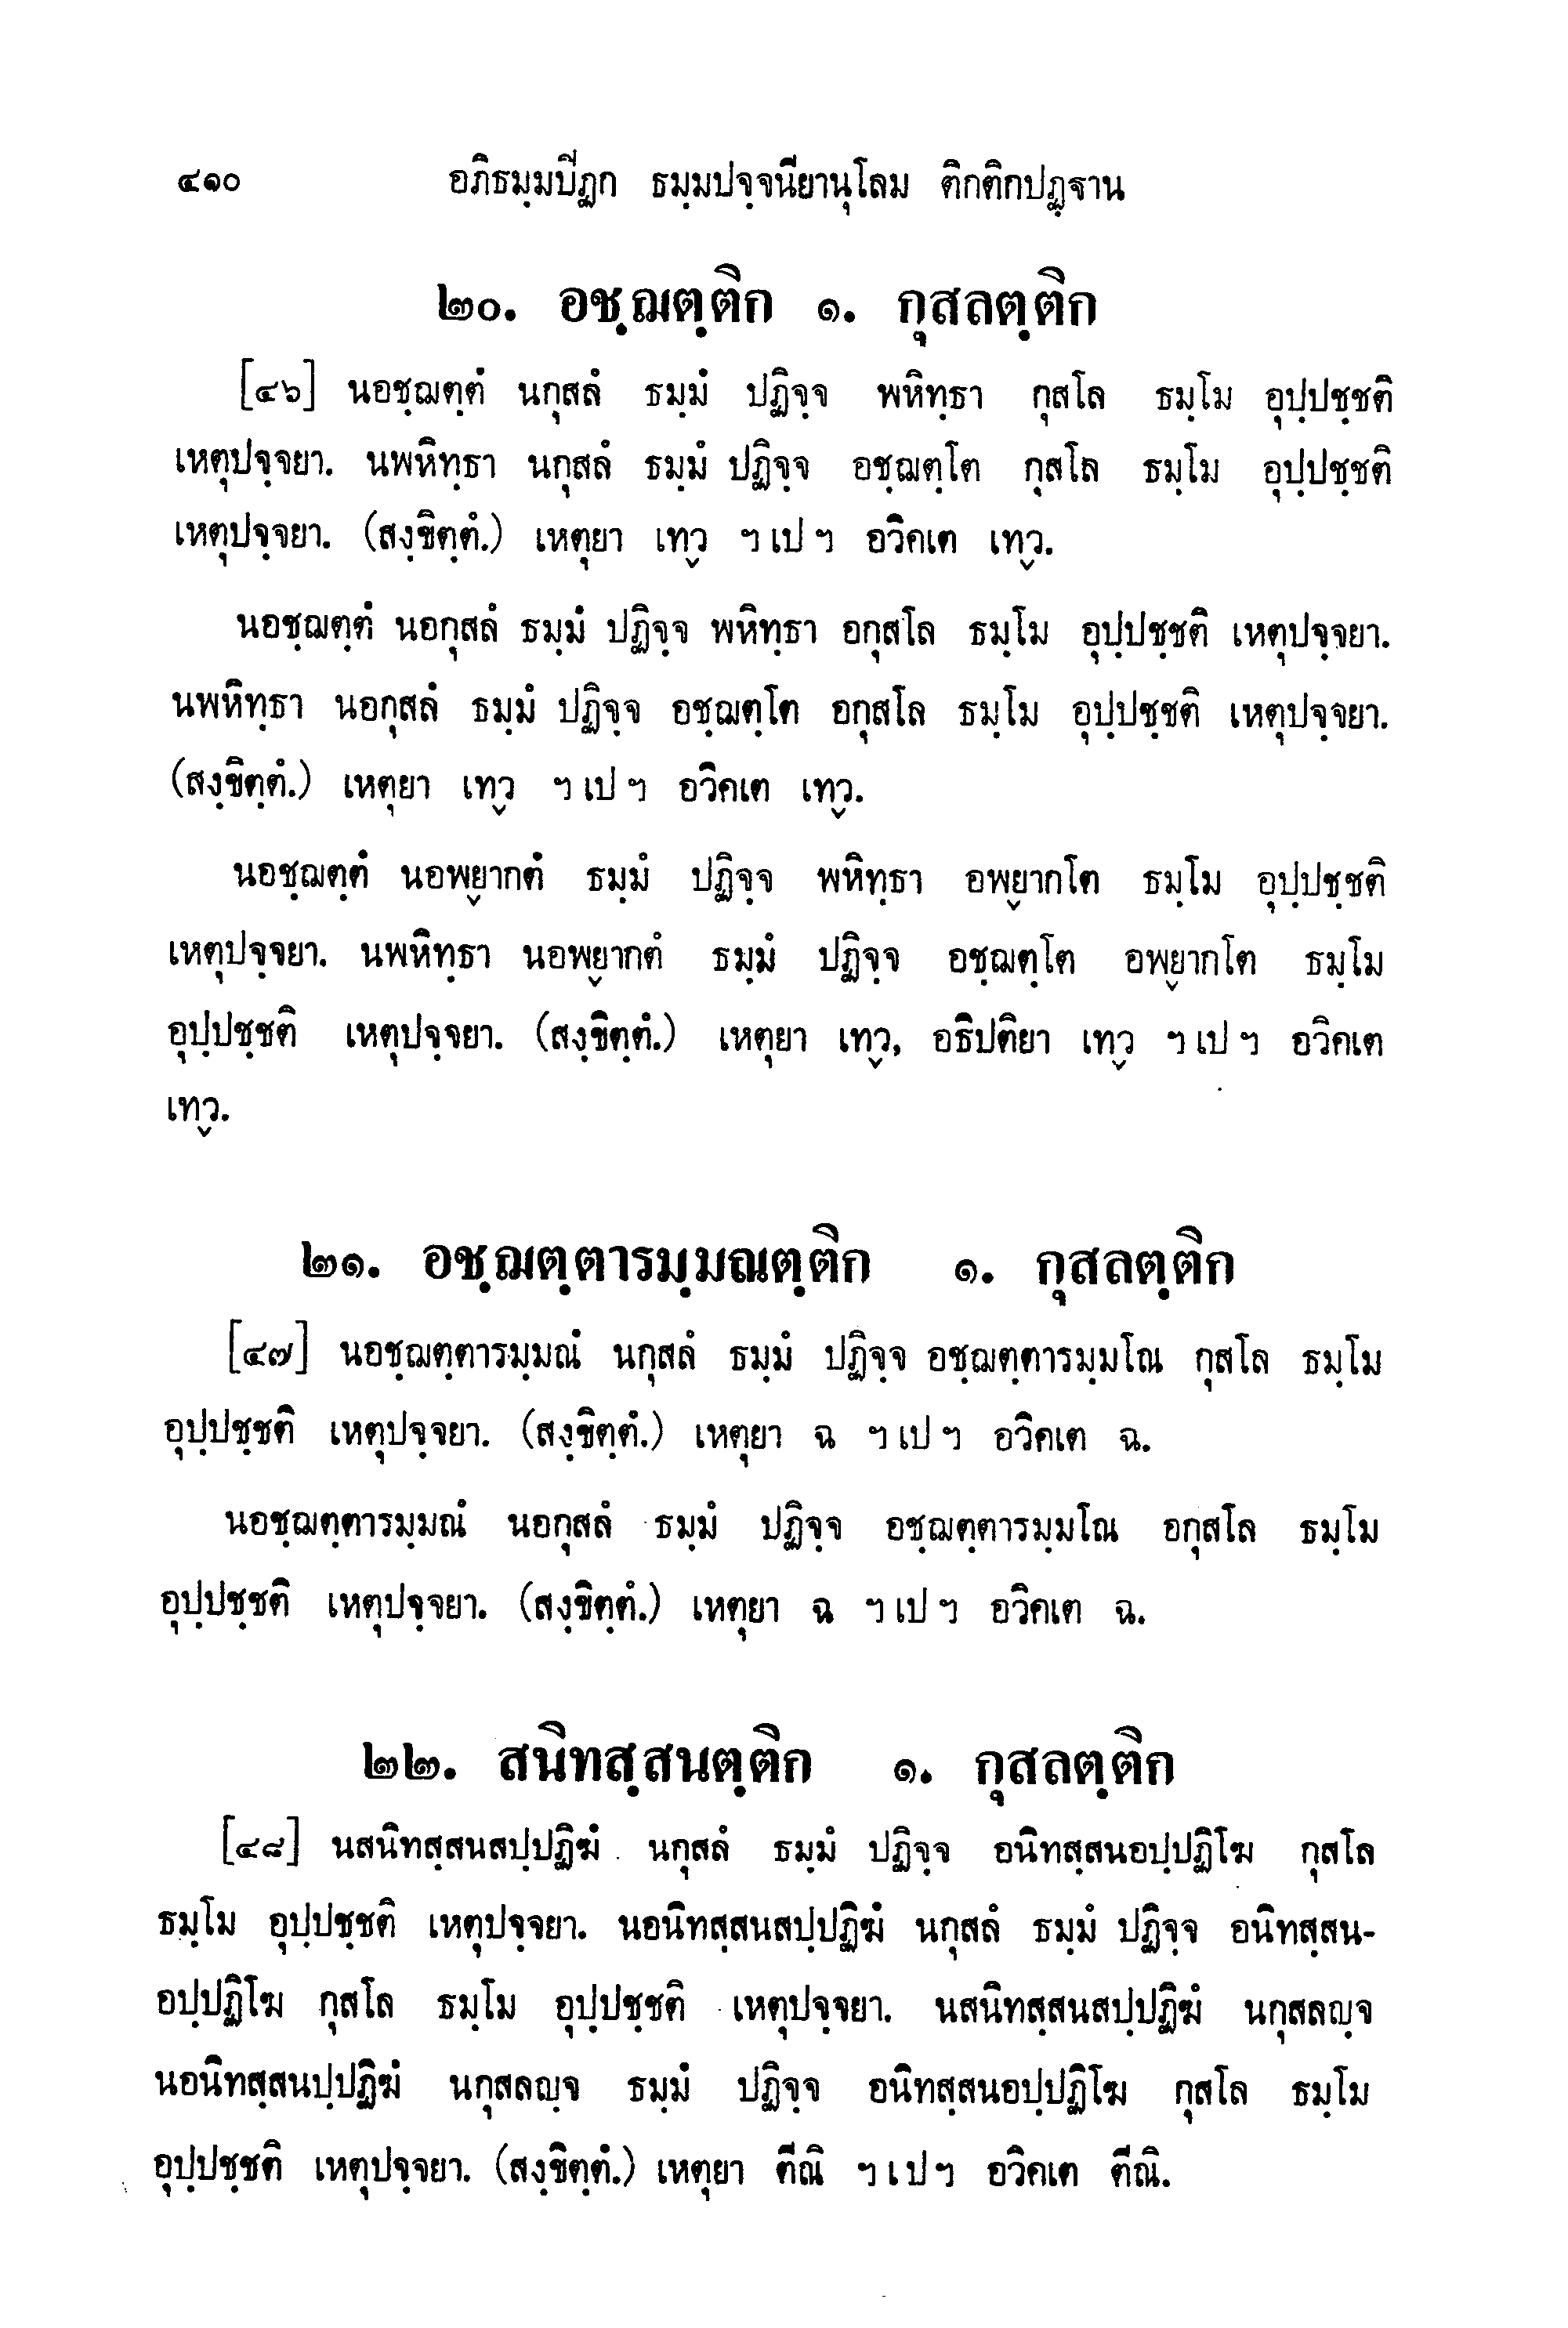 ๔๑๐ อภิธมฺมปีฏก ธมฺมปจฺจนียานุโลม ติกติกปฏฺฐาน
๒๐. อชฺฌตฺติก ๑. กุสลตฺติก
[๔๖] นอชฺฌตฺตํ นกุสลํ ธมฺมํ ปฏิจฺจ พหิทฺธา กุสโล ธมฺโม อุปฺปชฺชติ
เหตุปจฺจยา. นพหิทฺธา นกุสลํ ธมฺมํ ปฏิจฺจ อชฺฌตฺโต กุสโล ธมฺโม อุปฺปชฺชติ
เหตุปจฺจยา. (สงฺขิตฺตํ.) เหตุยา เทฺว ฯ เป ฯ อวิคเต เทฺว.
นอชฺฌตฺตํ นอกุสลํ ธมฺมํ ปฏิจฺจ พหิทฺธา อกุสโล ธมฺโม อุปฺปชฺชติ เหตุปจฺจยา.
นพหิทฺธา นอกุสลํ ธมฺมํ ปฏิจฺจ อชฺฌตฺโต อกุสโล ธมฺโม อุปฺปชฺชติ เหตุปจฺจยา.
(สงฺขิตฺตํ.) เหตุยา เทฺว ฯ เป ฯ อวิคเต เทฺว.
นอชฺฌตฺตํ นอพฺยากตํ ธมฺมํ ปฏิจฺจ พหิทฺธา อพฺยากโต ธมฺโม อุปฺปชฺชติ
เหตุปจฺจยา. นพหิทฺธา นอพฺยากตํ ธมฺมํ ปฏิจฺจ อชฺฌตฺโต อพฺยากโต ธมฺโม
อุปฺปชฺชติ เหตุปจฺจยา. (สงฺขิตฺตํ.) เหตุยา เทฺว, อธิปติยา เทฺว ฯ เป ฯ อวิคเต
เทฺว.
๒๑. อชฺฌตฺตารมฺมณตฺติก ๑. กุสลตฺติก
[๔๗] นอชฺฌตฺตารมฺมณํ นกุสลํ ธมฺมํ ปฏิจฺจ อชฺฌตฺตารมฺมโณ กุสโล ธมฺโม
อุปฺปชฺชติ เหตุปจฺจยา. (สงฺขิตฺตํ.) เหตุยา ฉ ฯ เป ฯ อวิคเต ฉ.
นอชฺฌตฺตารมฺมณํ นอกุสลํ ธมฺมํ ปฏิจฺจ อชฺฌตฺตารมฺมโณ อกุสโล ธมฺโม
อุปฺปชฺชติ เหตุปจฺจยา. (สงฺขิตฺตํ.) เหตุยา ฉ ฯ เป ฯ อวิคเต ฉ.
๒๒. สนิทสฺสนตฺติก ๑. กุสลตฺติก
[๔๘] นสนิทสฺสนสปฺปฏิฆํ นกุสลํ ธมฺมํ ปฏิจฺจ อนิทสฺสนอปฺปฏิโฆ กุสโล
ธมฺโม อุปฺปชฺชติ เหตุปจฺจยา. นอนิทสฺสนสปฺปฏิฆํ นกุสลํ ธมฺมํ ปฏิจฺจ อนิทสฺสน-
อปฺปฏิโฆ กุสโล ธมฺโม อุปฺปชฺชติ เหตุปจฺจยา. นสนิทสฺสนสปฺปฏิฆํ นกุสลญฺจ
นอนิทสฺสนปฺปฏิฆํ นกุสลญฺจ ธมฺมํ ปฏิจฺจ อนิทสฺสนอปฺปฏิโฆ กุสโล ธมฺโม
อุปฺปชฺชติ เหตุปจฺจยา. (สงฺขิตฺตํ.) เหตุยา ตีณิ ฯ เป ฯ อวิคเต ตีณิ.